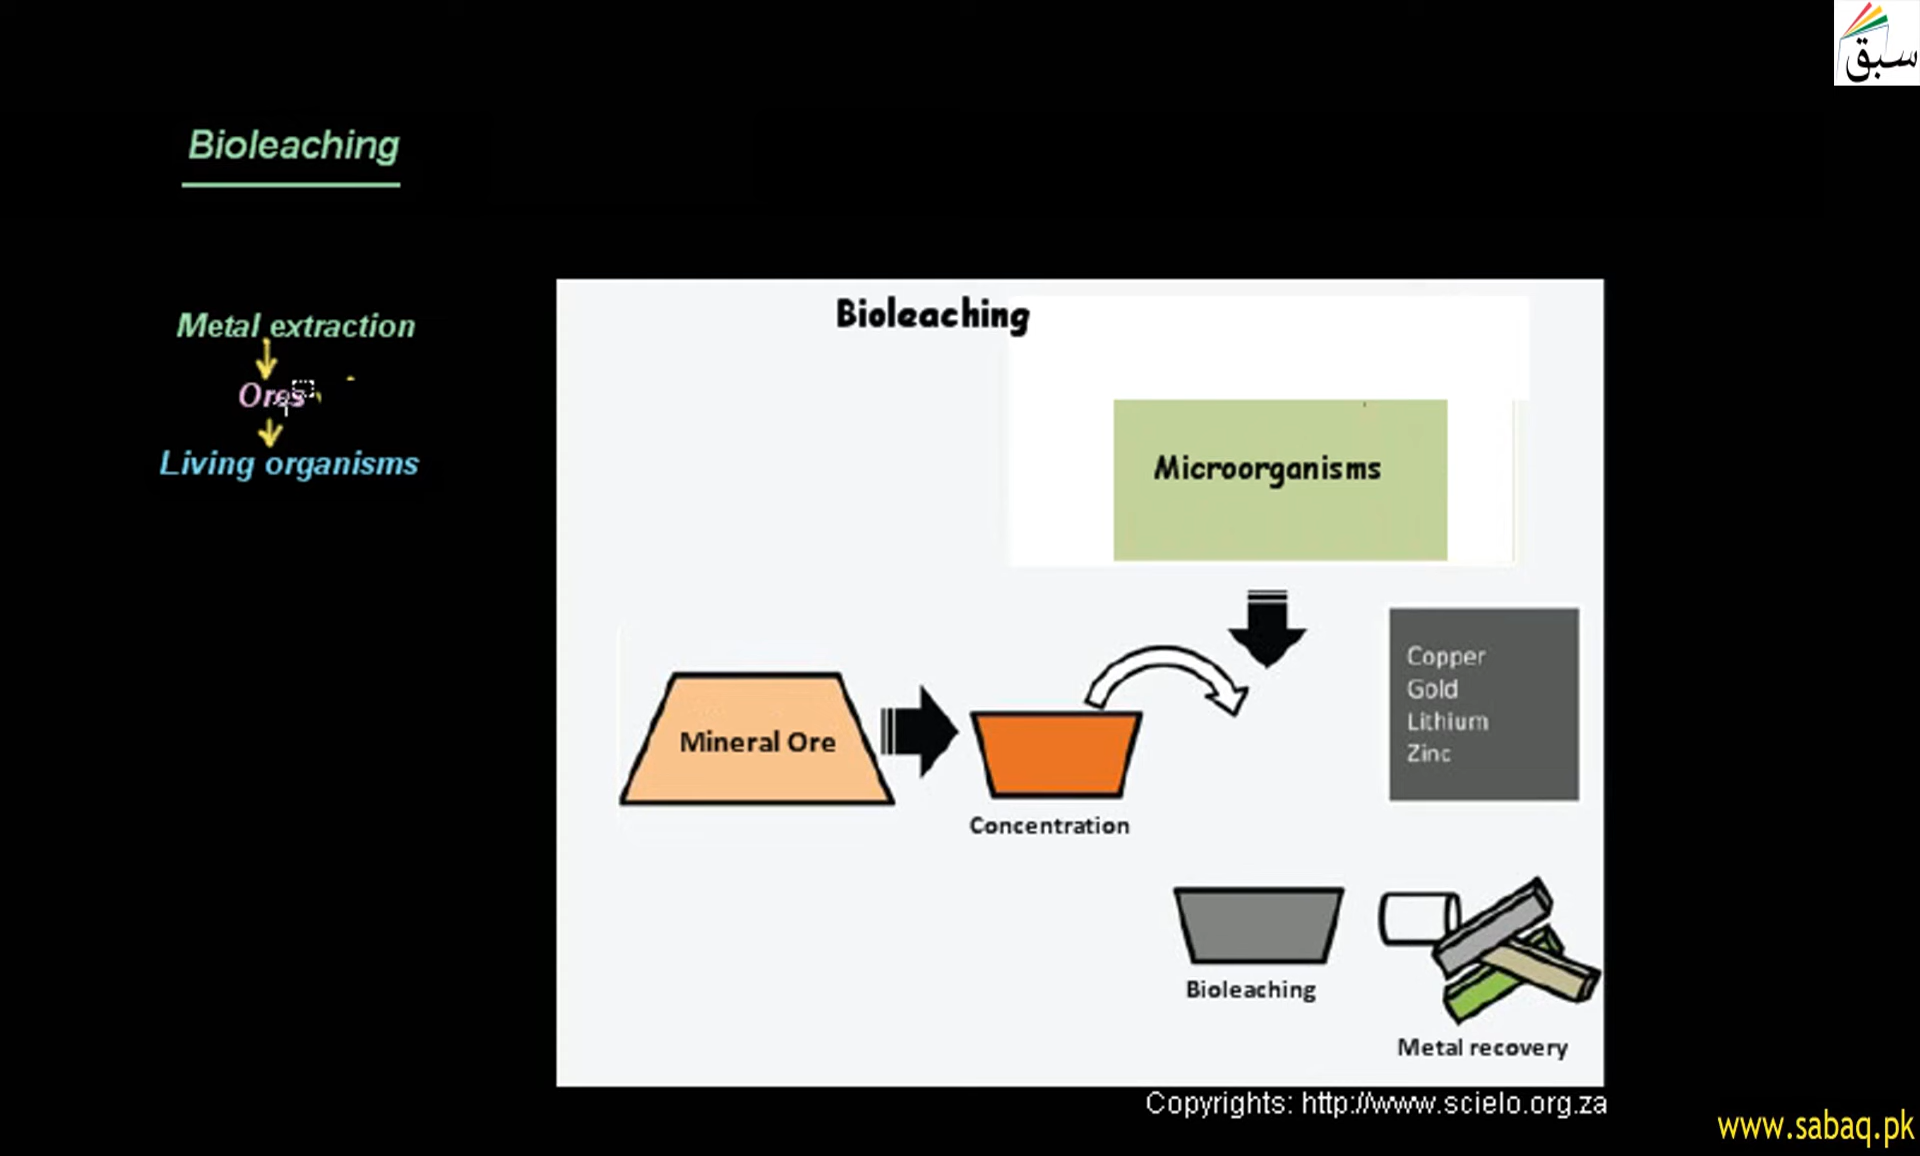 سبق
Bioleaching
Metal extraction
Ores
Living organisms
Bioleaching
Microorganisms
Copper
Gold
Lithium
Zinc
Mineral Ore
Concentration
Bioleaching
Metal recovery
Copyrights: http://www.scielo.org.za
www.sabaq.pk